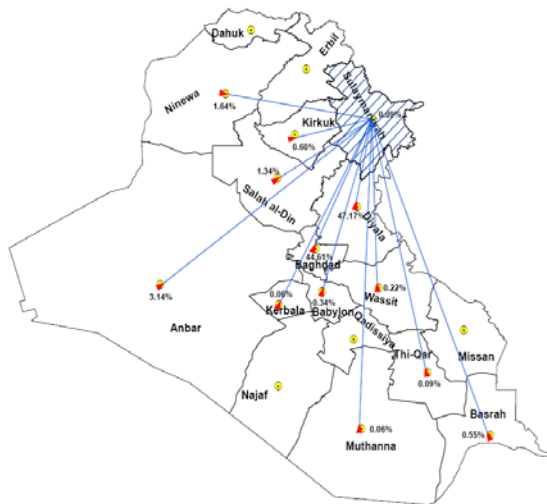 Dahuk
Erbil
Ninewa
1.64%
Sulaymaniyah
0.09%
Kirkuk
0.60%
1.34%
Salah al-Din
47.17%
Diyala
44.61%
Baghdad
3.14%
Anbar
0.06%
Kerbala
0.34%
Babylon
0.22%
Wassit
Qadissiya
Thi-Qar
0.09%
Missan
Najaf
0.06%
Muthanna
Basrah
0.55%